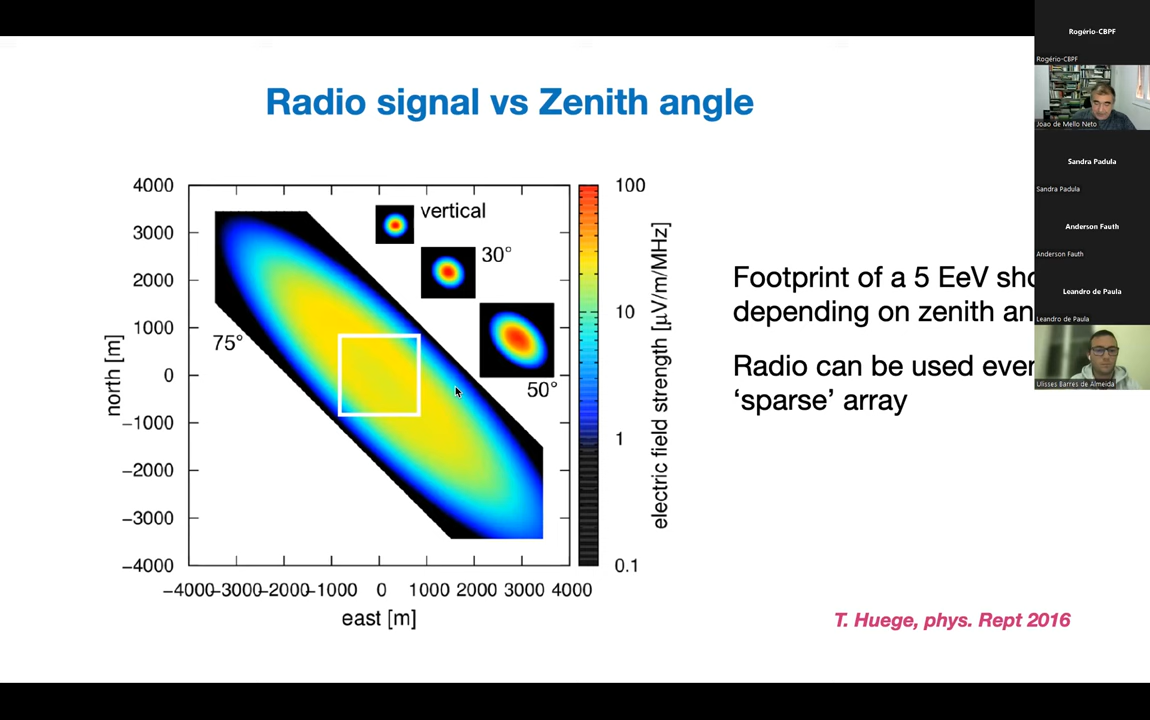 Radio signal vs Zenith angle
4000
3000
2000
1000
0
−1000
−2000
−3000
−4000
north [m]
−4000
−3000
−2000
−1000
0
1000
2000
3000
4000
east [m]
vertical
30°
50°
75°
100
10
1
0.1
electric field strength [μV/m/MHz]
Footprint of a 5 EeV
depending on zenith
Radio can be used
‘sparse’ array
T. Huege, phys. Rept 2016
Rogério-CBPF
Rogério-CBPF
Joao de Mello Neto
Sandra Padula
Sandra Padula
Anderson Fauth
Anderson Fauth
Leandro de Paula
Leandro de Paula
Ulisses Barres de Almeida